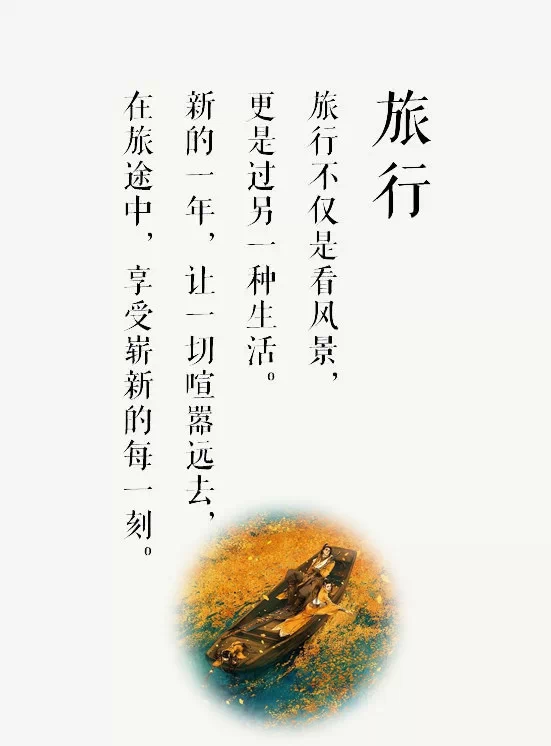 旅行
旅行不仅是看风景，
更是过另一种生活。
新的一年，让一切喧嚣远去，
在旅途中，享受崭新的每一刻。